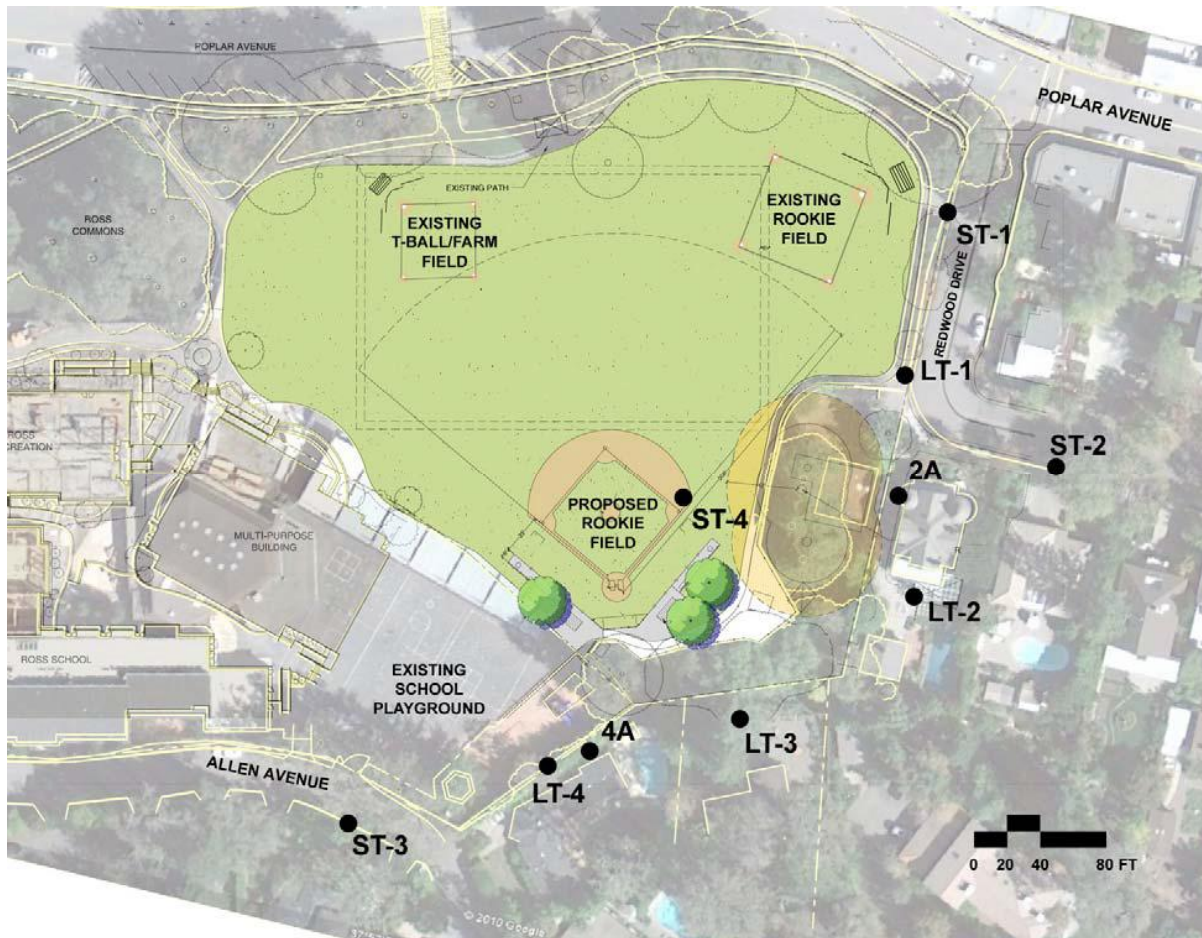 POPLAR AVENUE
POPLAR AVENUE
EXISTING PATH
ROSS
COMMONS
EXISTING
T-BALL/FARM
FIELD
EXISTING
ROOKIE
FIELD
ST-1
REDWOOD DRIVE
LT-1
ST-2
2A
ROSS
CREATION
MULTI-PURPOSE
BUILDING
PROPOSED
ROOKIE
FIELD
ST-4
LT-2
ROSS SCHOOL
EXISTING
SCHOOL
PLAYGROUND
LT-3
4A
LT-4
ALLEN AVENUE
ST-3
0 20 40 80 FT
© 2010 Google